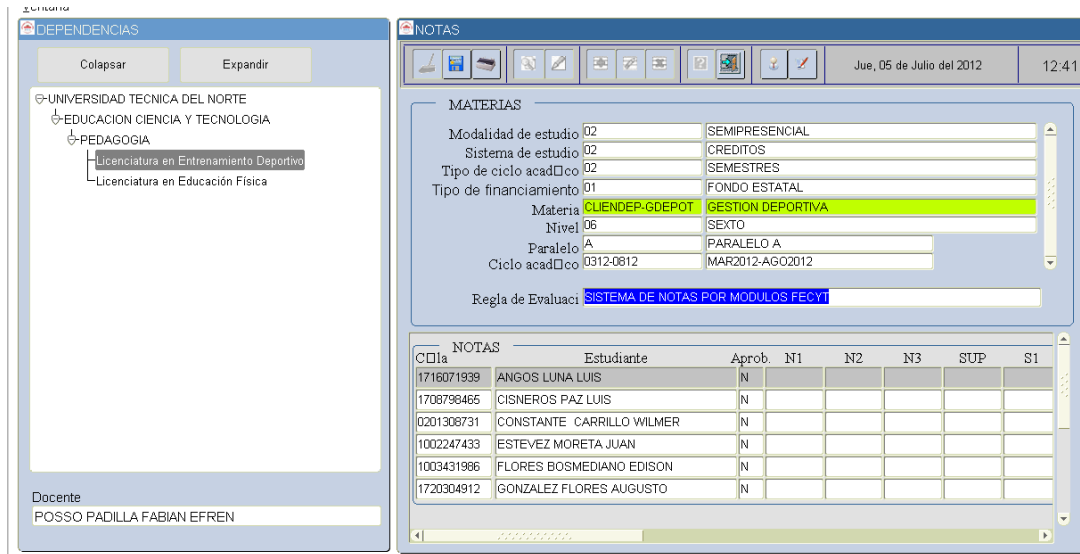 Ventana
DEPENDENCIAS
Colapsar Expandir
UNIVERSIDAD TECNICA DEL NORTE
EDUCACION CIENCIA Y TECNOLOGIA
PEDAGOGIA
Licenciatura en Entrenamiento Deportivo
Licenciatura en Educación Física
Docente
POSSO PADILLA FABIAN EFREN
NOTAS
Jue, 05 de Julio del 2012 12:41
MATERIAS
Modalidad de estudio 02 SEMIPRESENCIAL
Sistema de estudio 02 CREDITOS
Tipo de ciclo acad□co 02 SEMESTRES
Tipo de financiamiento 01 FONDO ESTATAL
Materia CLIENDEP-GDEPOT GESTION DEPORTIVA
Nivel 06 SEXTO
Paralelo A PARALELO A
Ciclo acad□co 0312-0812 MAR2012-AGO2012
Regla de Evaluaci SISTEMA DE NOTAS POR MODULOS FECYT
NOTAS
C□la Estudiante Aprob. N1 N2 N3 SUP S1
1716071939 ANGOS LUNA LUIS N
1708798465 CISNEROS PAZ LUIS N
0201308731 CONSTANTE CARRILLO WILMER N
1002247433 ESTEVEZ MORETA JUAN N
1003431986 FLORES BOSMEDIANO EDISON N
1720304912 GONZALEZ FLORES AUGUSTO N